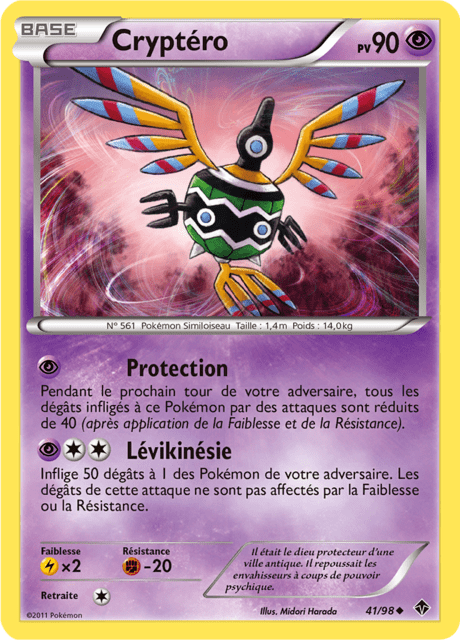 BASE
Cryptéro
PV 90
N° 561 Pokémon Similoiseau Taille : 1,4m Poids : 14,0kg
Protection
Pendant le prochain tour de votre adversaire, tous les
dégâts infligés à ce Pokémon par des attaques sont réduits
de 40 (après application de la Faiblesse et de la Résistance).
Lévikinésie
Inflige 50 dégâts à 1 des Pokémon de votre adversaire. Les
dégâts de cette attaque ne sont pas affectés par la Faiblesse
ou la Résistance.
Faiblesse
×2
Résistance
-20
Retraite
Il était le dieu protecteur d'une
ville antique. Il repoussait les
envahisseurs à coups de pouvoir
psychique.
©2011 Pokémon
Illus. Midori Harada
41/98